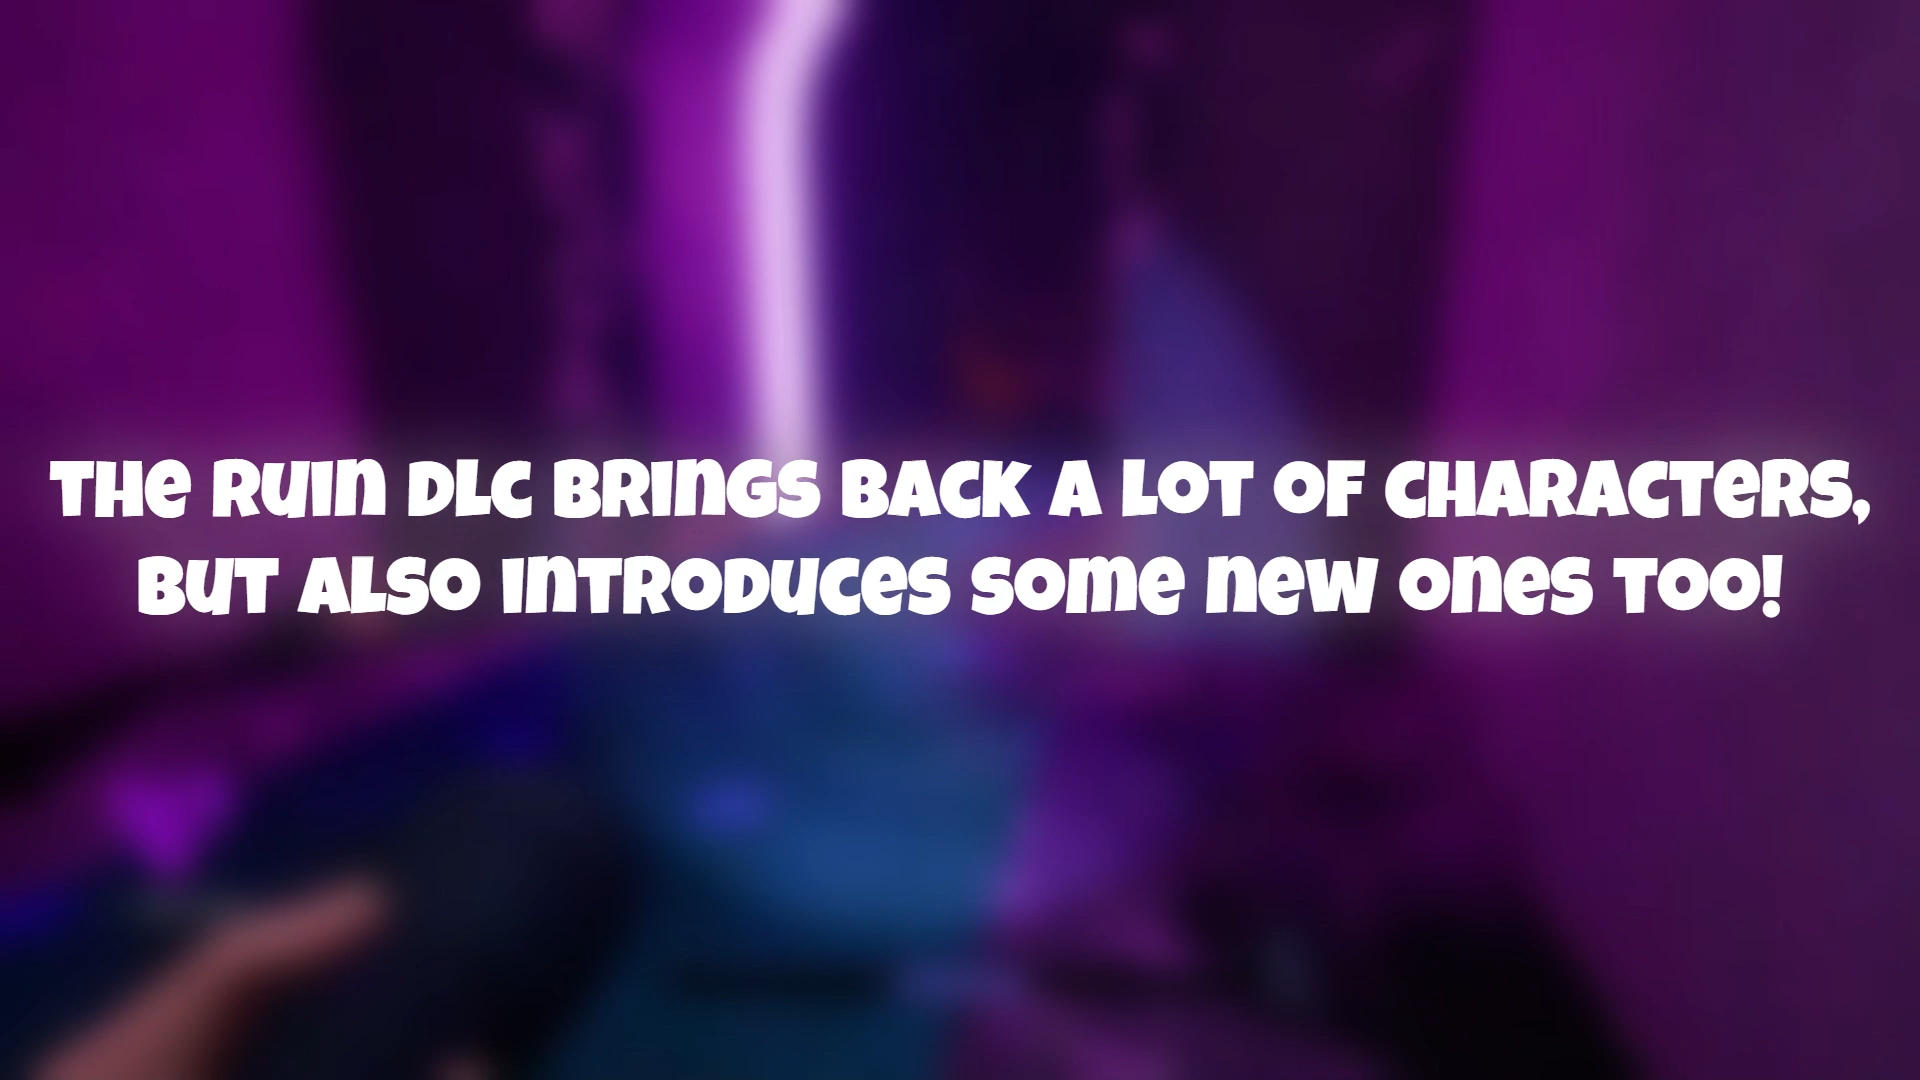 THE RUIN DLC BRINGS BACK A LOT OF CHARACTERS,
BUT ALSO INTRODUCES SOME NEW ONES TOO!